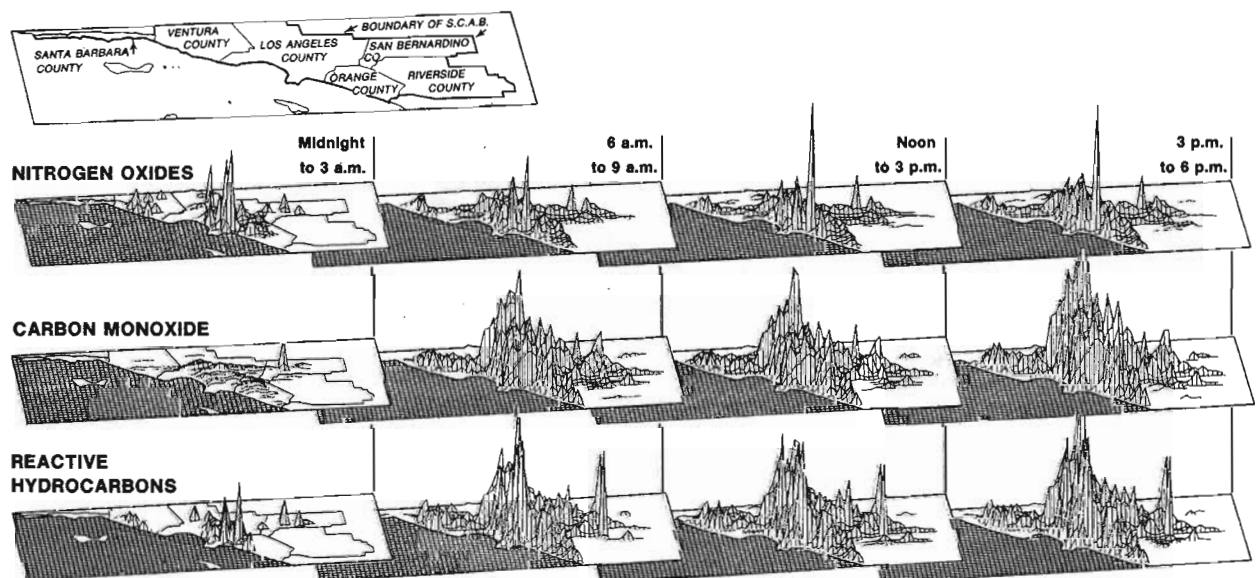 BOUNDARY OF S.C.A.B.
VENTURA
COUNTY
LOS ANGELES
COUNTY
SAN BERNARDINO
CO.
SANTA BARBARA
COUNTY
ORANGE
COUNTY
RIVERSIDE
COUNTY
Midnight
to 3 a.m.
6 a.m.
to 9 a.m.
Noon
to 3 p.m.
3 p.m.
to 6 p.m.
NITROGEN OXIDES
CARBON MONOXIDE
REACTIVE
HYDROCARBONS